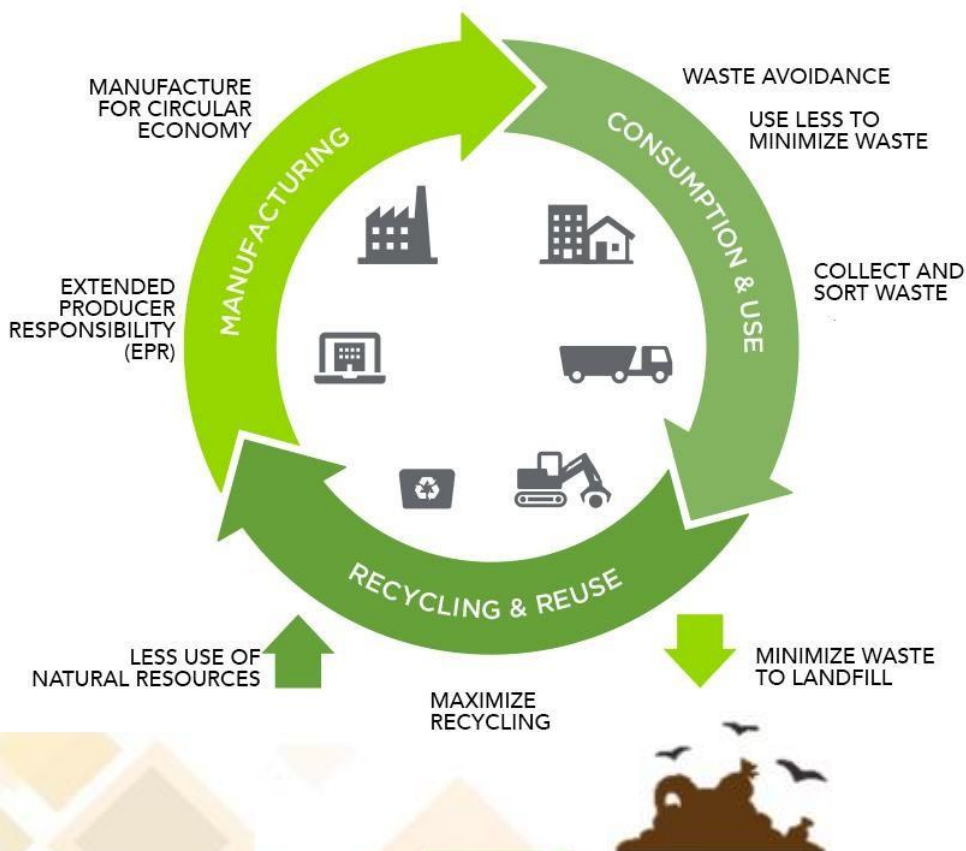 MANUFACTURE
FOR CIRCULAR
ECONOMY
WASTE AVOIDANCE
USE LESS TO
MINIMIZE WASTE
MANUFACTURING
CONSUMPTION & USE
EXTENDED
PRODUCER
RESPONSIBILITY
(EPR)
COLLECT AND
SORT WASTE
RECYCLING & REUSE
LESS USE OF
NATURAL RESOURCES
MAXIMIZE
RECYCLING
MINIMIZE WASTE
TO LANDFILL